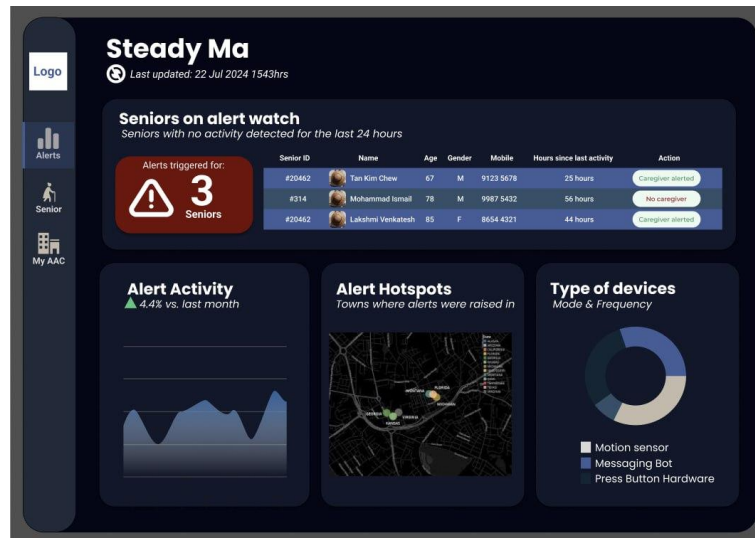 Logo
Alerts
Senior
My AAC
Steady Ma
Last updated: 22 Jul 2024 1543hrs
Seniors on alert watch
Seniors with no activity detected for the last 24 hours
Alerts triggered for:
3
Seniors
Senior ID Name Age Gender Mobile Hours since last activity Action
#20462 Tan Kim Chew 67 M 9123 5678 25 hours Caregiver alerted
#314 Mohammad Ismail 78 M 9987 5432 56 hours No caregiver
#20462 Lakshmi Venkatesh 85 F 8654 4321 44 hours Caregiver alerted
Alert Activity
4.4% vs. last month
Alert Hotspots
Towns where alerts were raised in
FLORIDA
GEORGIA
VIRGINIA
KANSAS
Type of devices
Mode & Frequency
Motion sensor
Messaging Bot
Press Button Hardware